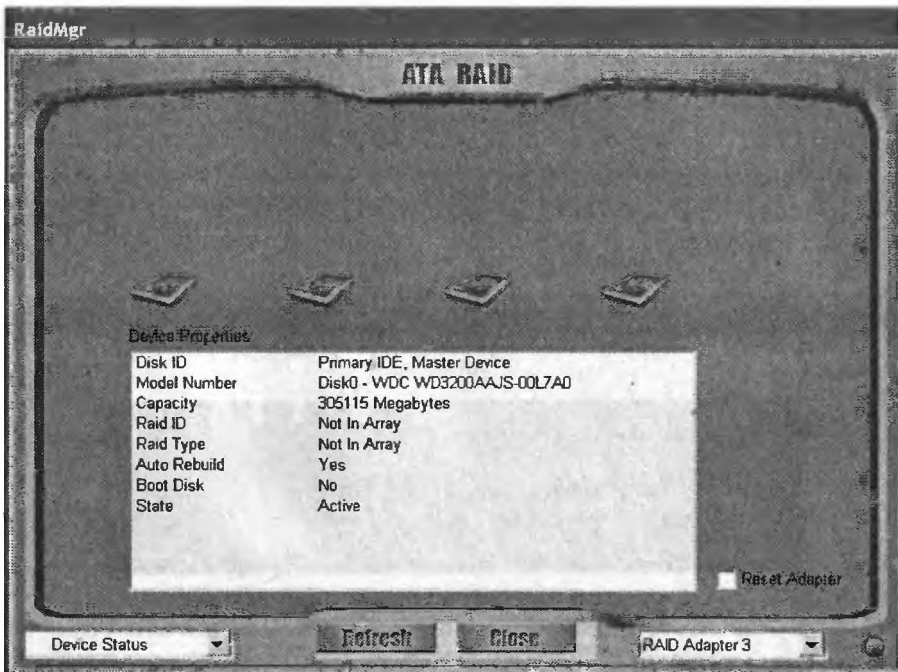 RaidMgr
ATA RAID
Device Properties
Disk ID Primary IDE, Master Device
Model Number Disk0 - WDC WD3200AAJS-00L7A0
Capacity 305115 Megabytes
Raid ID Not In Array
Raid Type Not In Array
Auto Rebuild Yes
Boot Disk No
State Active
Reset Adapter
Device Status Refresh Close RAID Adapter 3